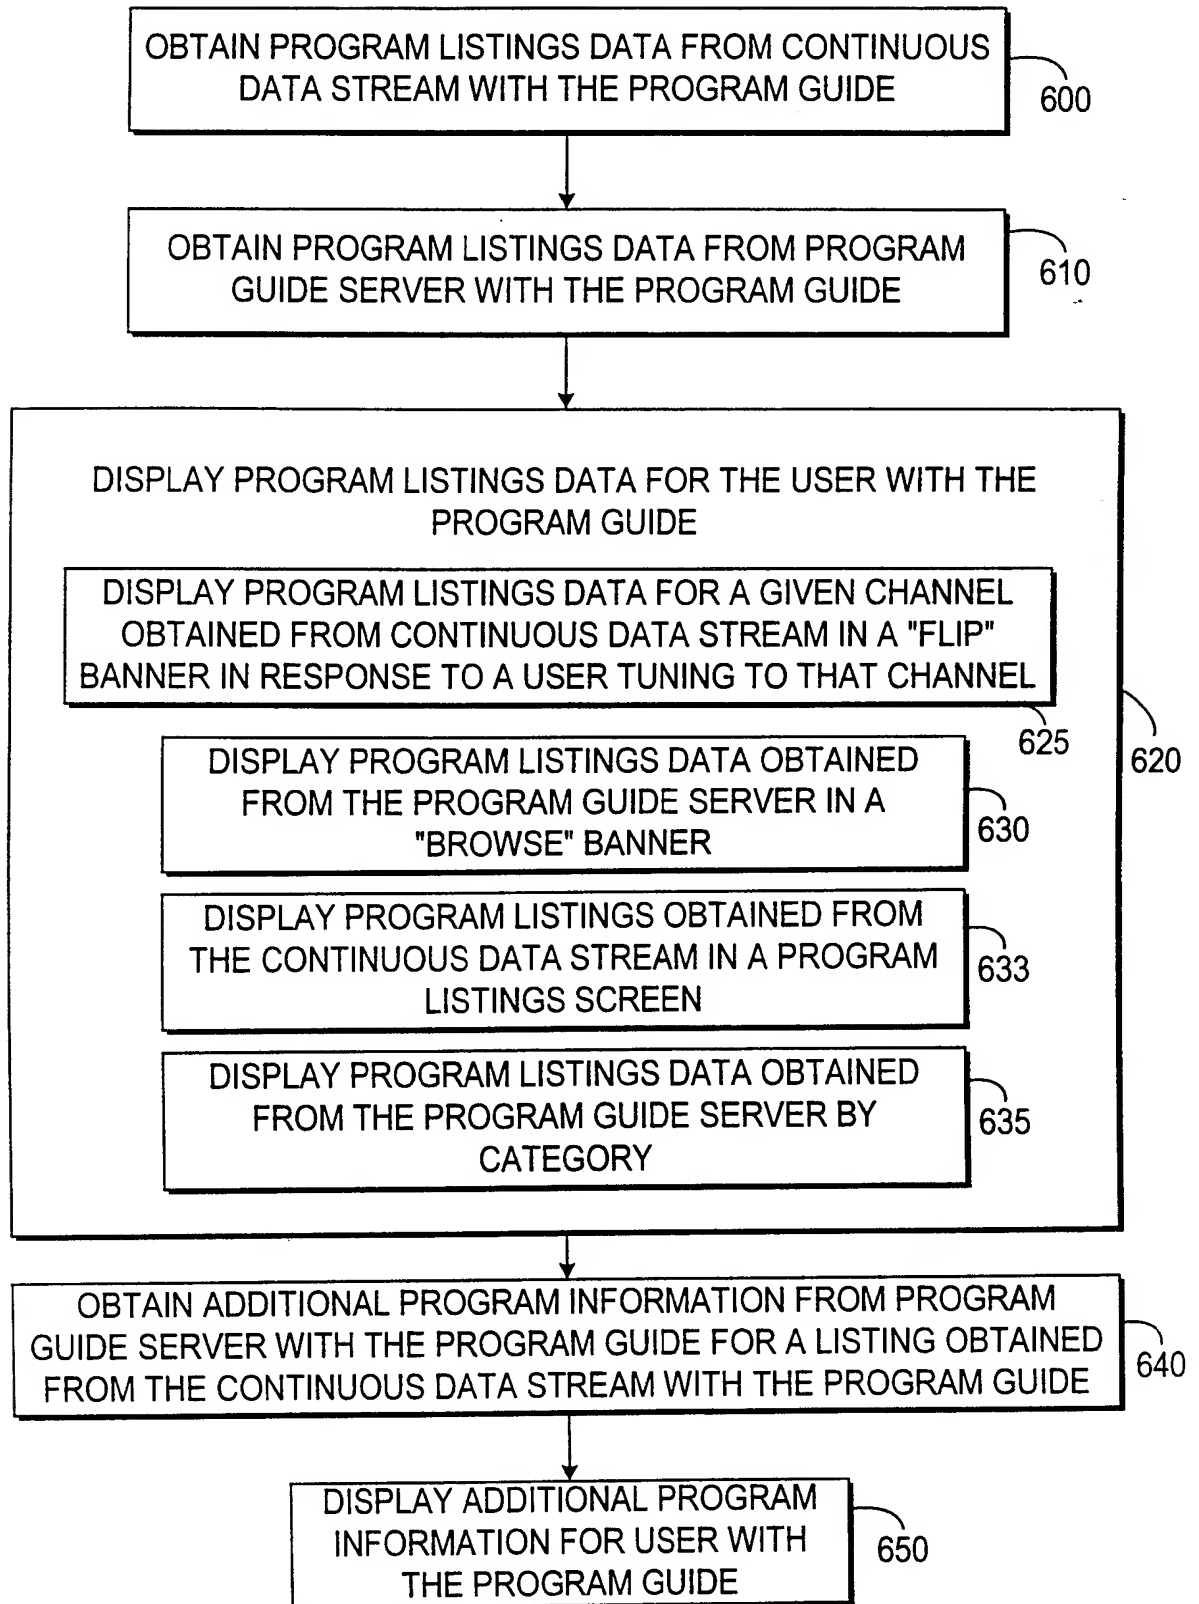 OBTAIN PROGRAM LISTINGS DATA FROM CONTINUOUS
DATA STREAM WITH THE PROGRAM GUIDE
600
OBTAIN PROGRAM LISTINGS DATA FROM PROGRAM
GUIDE SERVER WITH THE PROGRAM GUIDE
610
DISPLAY PROGRAM LISTINGS DATA FOR THE USER WITH THE
PROGRAM GUIDE
DISPLAY PROGRAM LISTINGS DATA FOR A GIVEN CHANNEL
OBTAINED FROM CONTINUOUS DATA STREAM IN A "FLIP"
BANNER IN RESPONSE TO A USER TUNING TO THAT CHANNEL
625
620
DISPLAY PROGRAM LISTINGS DATA OBTAINED
FROM THE PROGRAM GUIDE SERVER IN A
"BROWSE" BANNER
630
DISPLAY PROGRAM LISTINGS OBTAINED FROM
THE CONTINUOUS DATA STREAM IN A PROGRAM
LISTINGS SCREEN
633
DISPLAY PROGRAM LISTINGS DATA OBTAINED
FROM THE PROGRAM GUIDE SERVER BY
CATEGORY
635
OBTAIN ADDITIONAL PROGRAM INFORMATION FROM PROGRAM
GUIDE SERVER WITH THE PROGRAM GUIDE FOR A LISTING OBTAINED
FROM THE CONTINUOUS DATA STREAM WITH THE PROGRAM GUIDE
640
DISPLAY ADDITIONAL PROGRAM
INFORMATION FOR USER WITH
THE PROGRAM GUIDE
650